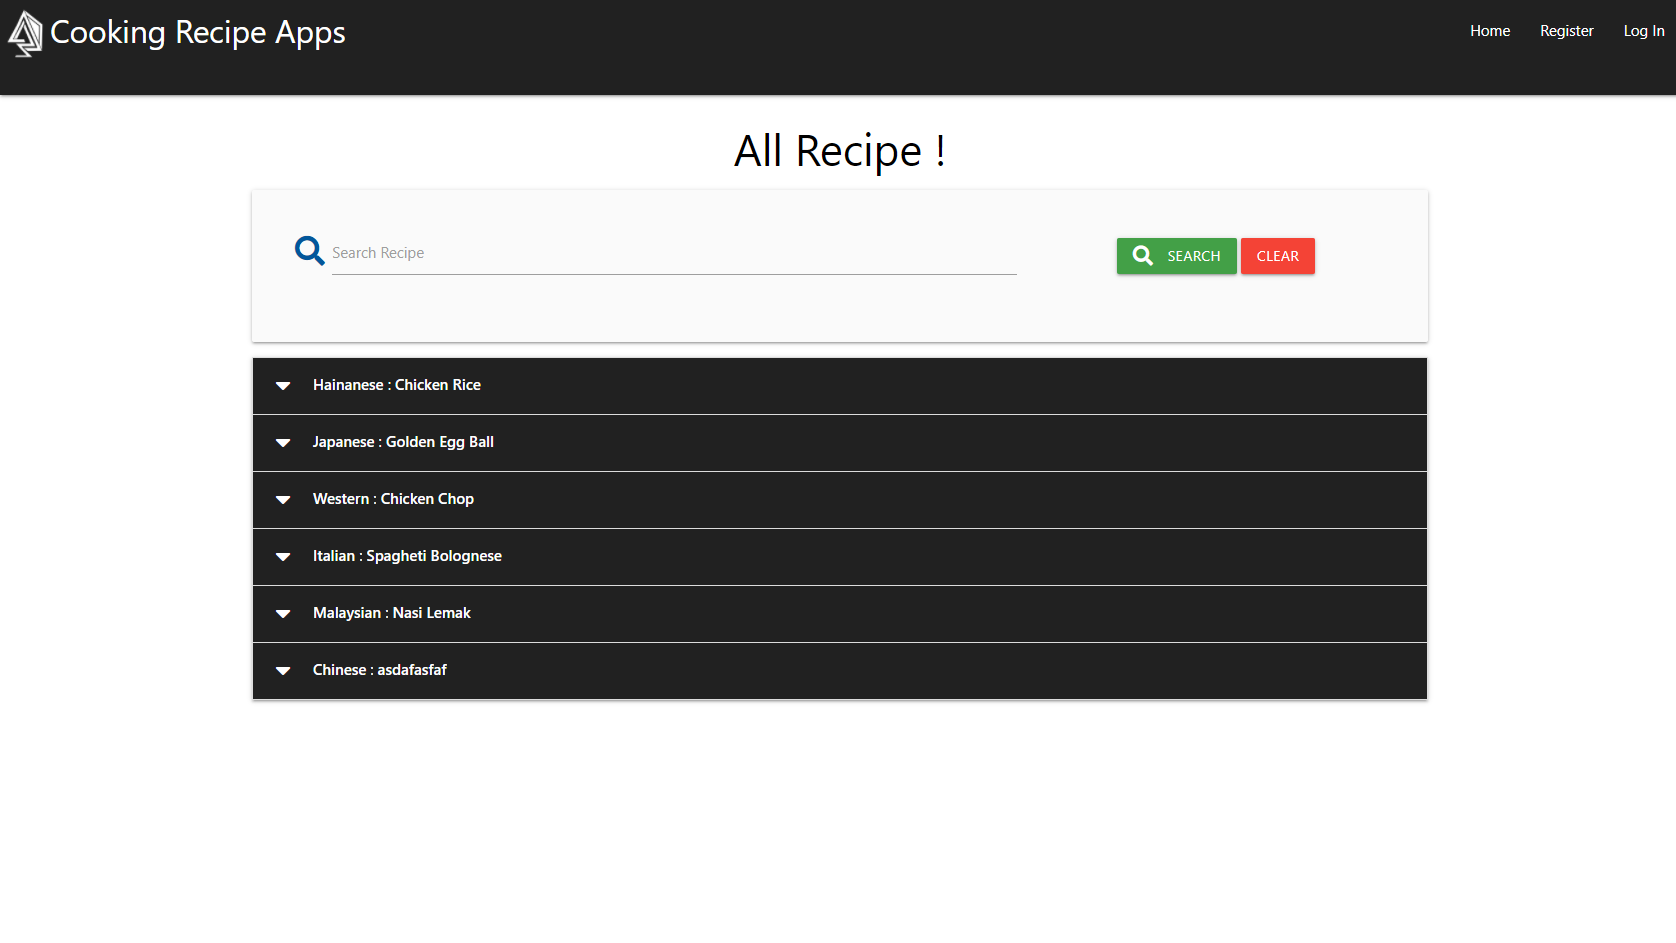 Cooking Recipe Apps
Home Register Log In
All Recipe !
Search Recipe
SEARCH CLEAR
Hainanese : Chicken Rice
Japanese : Golden Egg Ball
Western : Chicken Chop
Italian : Spagheti Bolognese
Malaysian : Nasi Lemak
Chinese : asdafasfaf